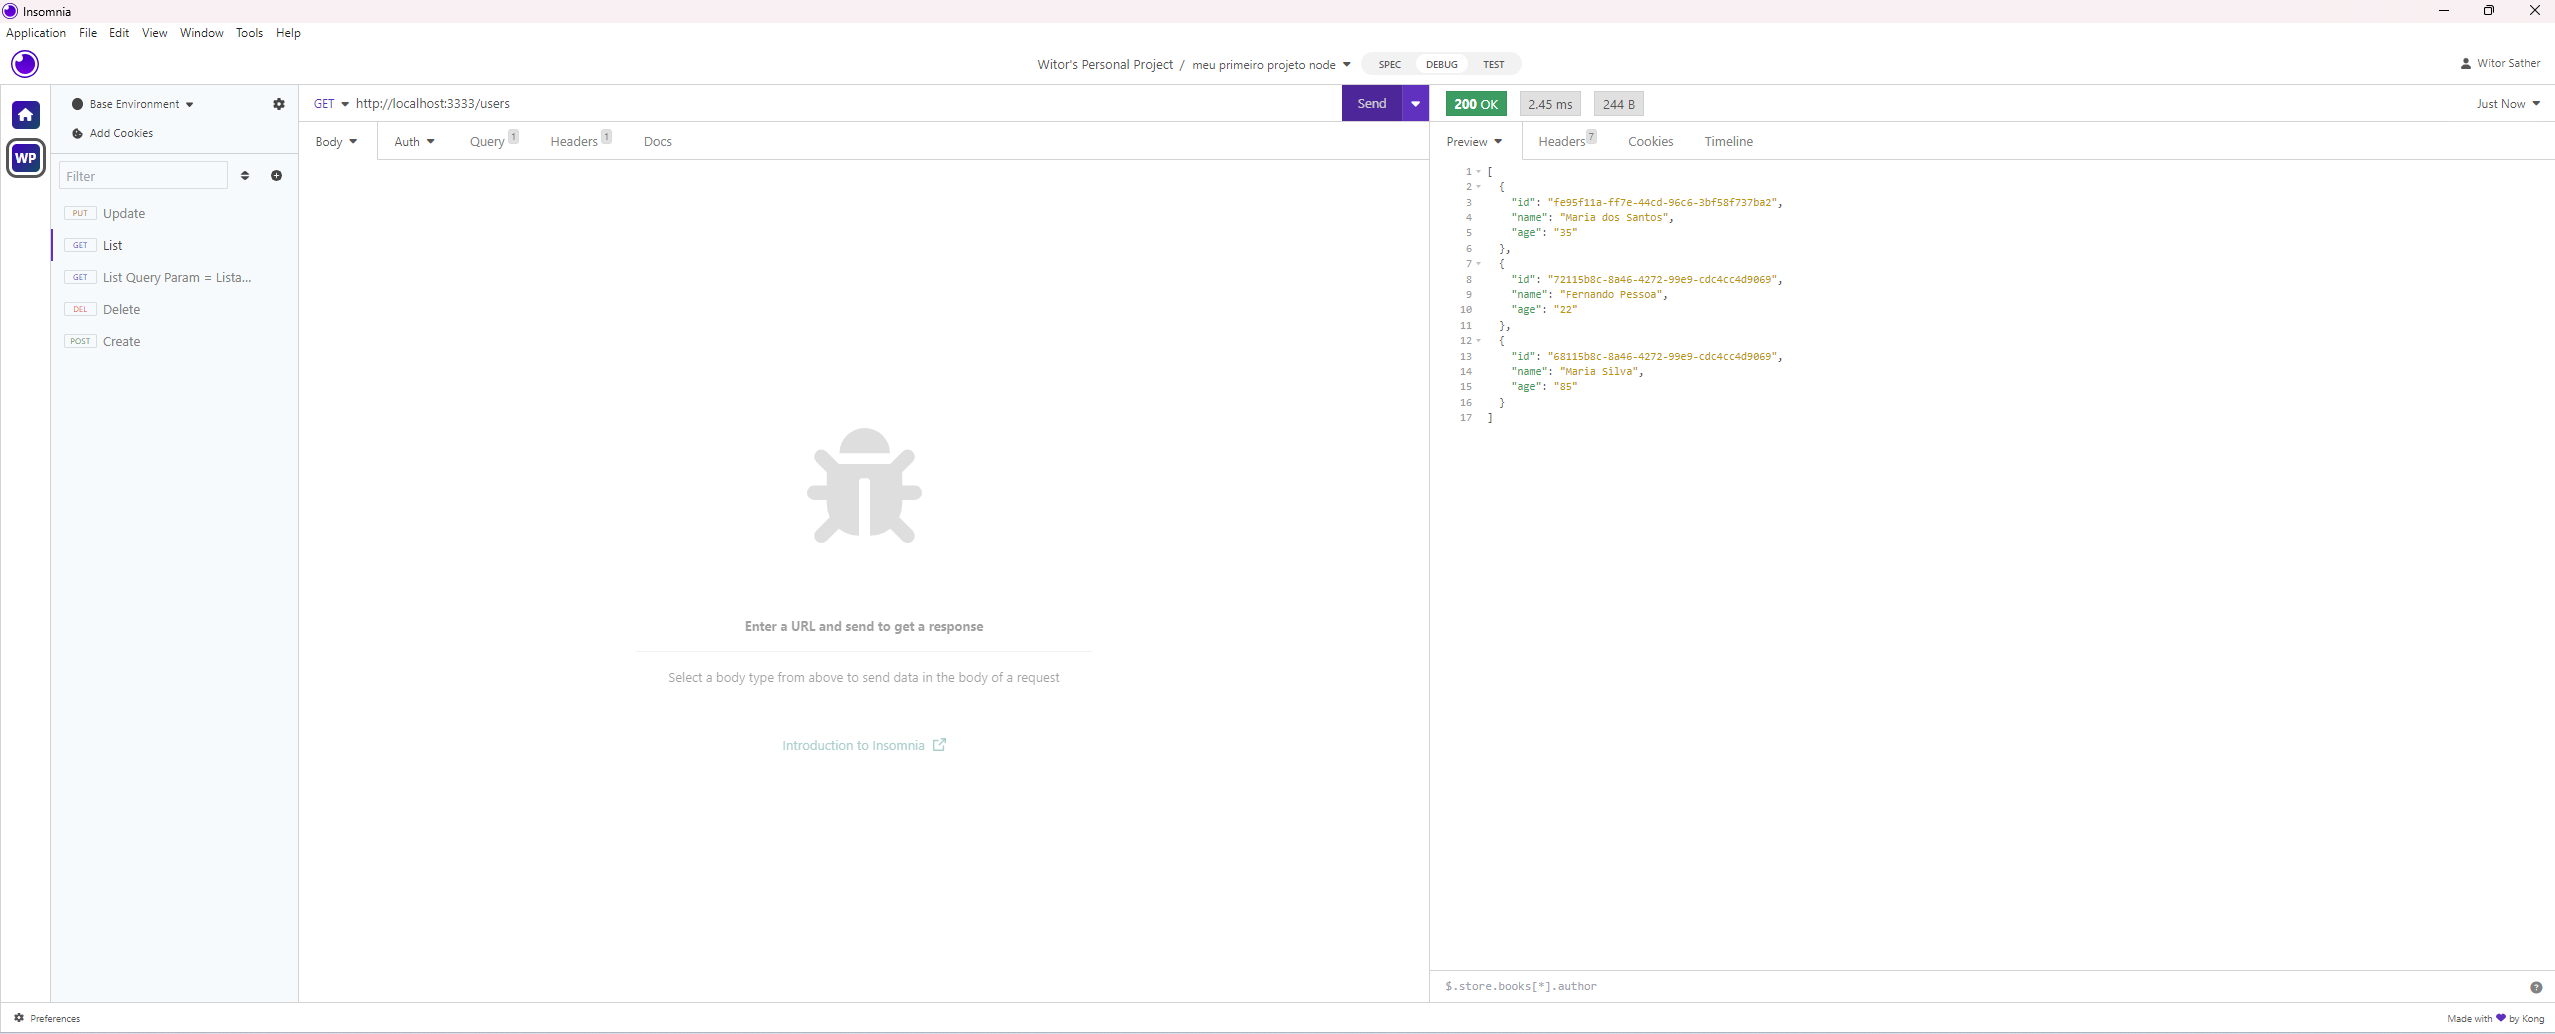 Insomnia
Application File Edit View Window Tools Help
Witor's Personal Project / meu primeiro projeto node SPEC DEBUG TEST
Witor Sather
WP
Base Environment
Add Cookies
Filter
PUT Update
GET List
GET List Query Param = Lista...
DEL Delete
POST Create
GET http://localhost:3333/users Send
Body Auth Query 1 Headers 1 Docs
Enter a URL and send to get a response
Select a body type from above to send data in the body of a request
Introduction to Insomnia
200 OK 2.45 ms 244 B Just Now
Preview Headers 7 Cookies Timeline
1 [
2 {
3 "id": "fe95f11a-ff7e-44cd-96c6-3bf58f737ba2",
4 "name": "Maria dos Santos",
5 "age": "35"
6 },
7 {
8 "id": "72115b8c-8a46-4272-99e9-cdc4cc4d9069",
9 "name": "Fernando Pessoa",
10 "age": "22"
11 },
12 {
13 "id": "68115b8c-8a46-4272-99e9-cdc4cc4d9069",
14 "name": "Maria Silva",
15 "age": "85"
16 }
17 ]
$.store.books[*].author
Preferences
Made with ♥ by Kong